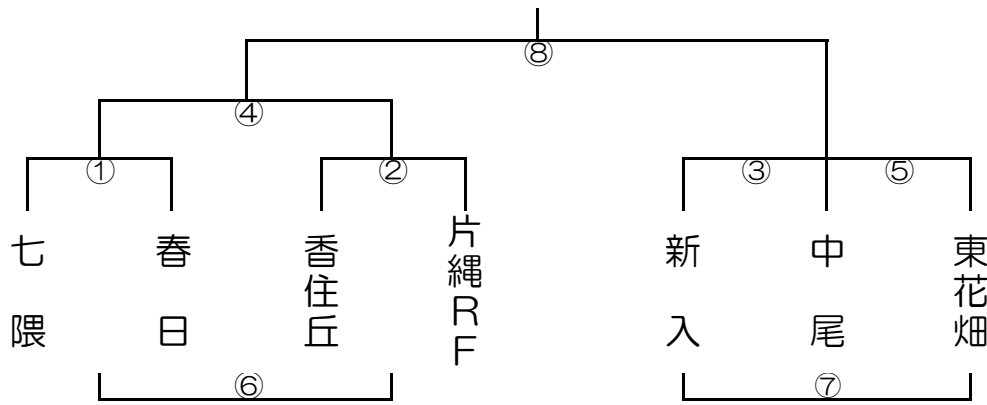 ⑧
④
① ② ③ ⑤
七隈
春日
香住丘
片縄RF
新入
中尾
東花畑
⑥ ⑦